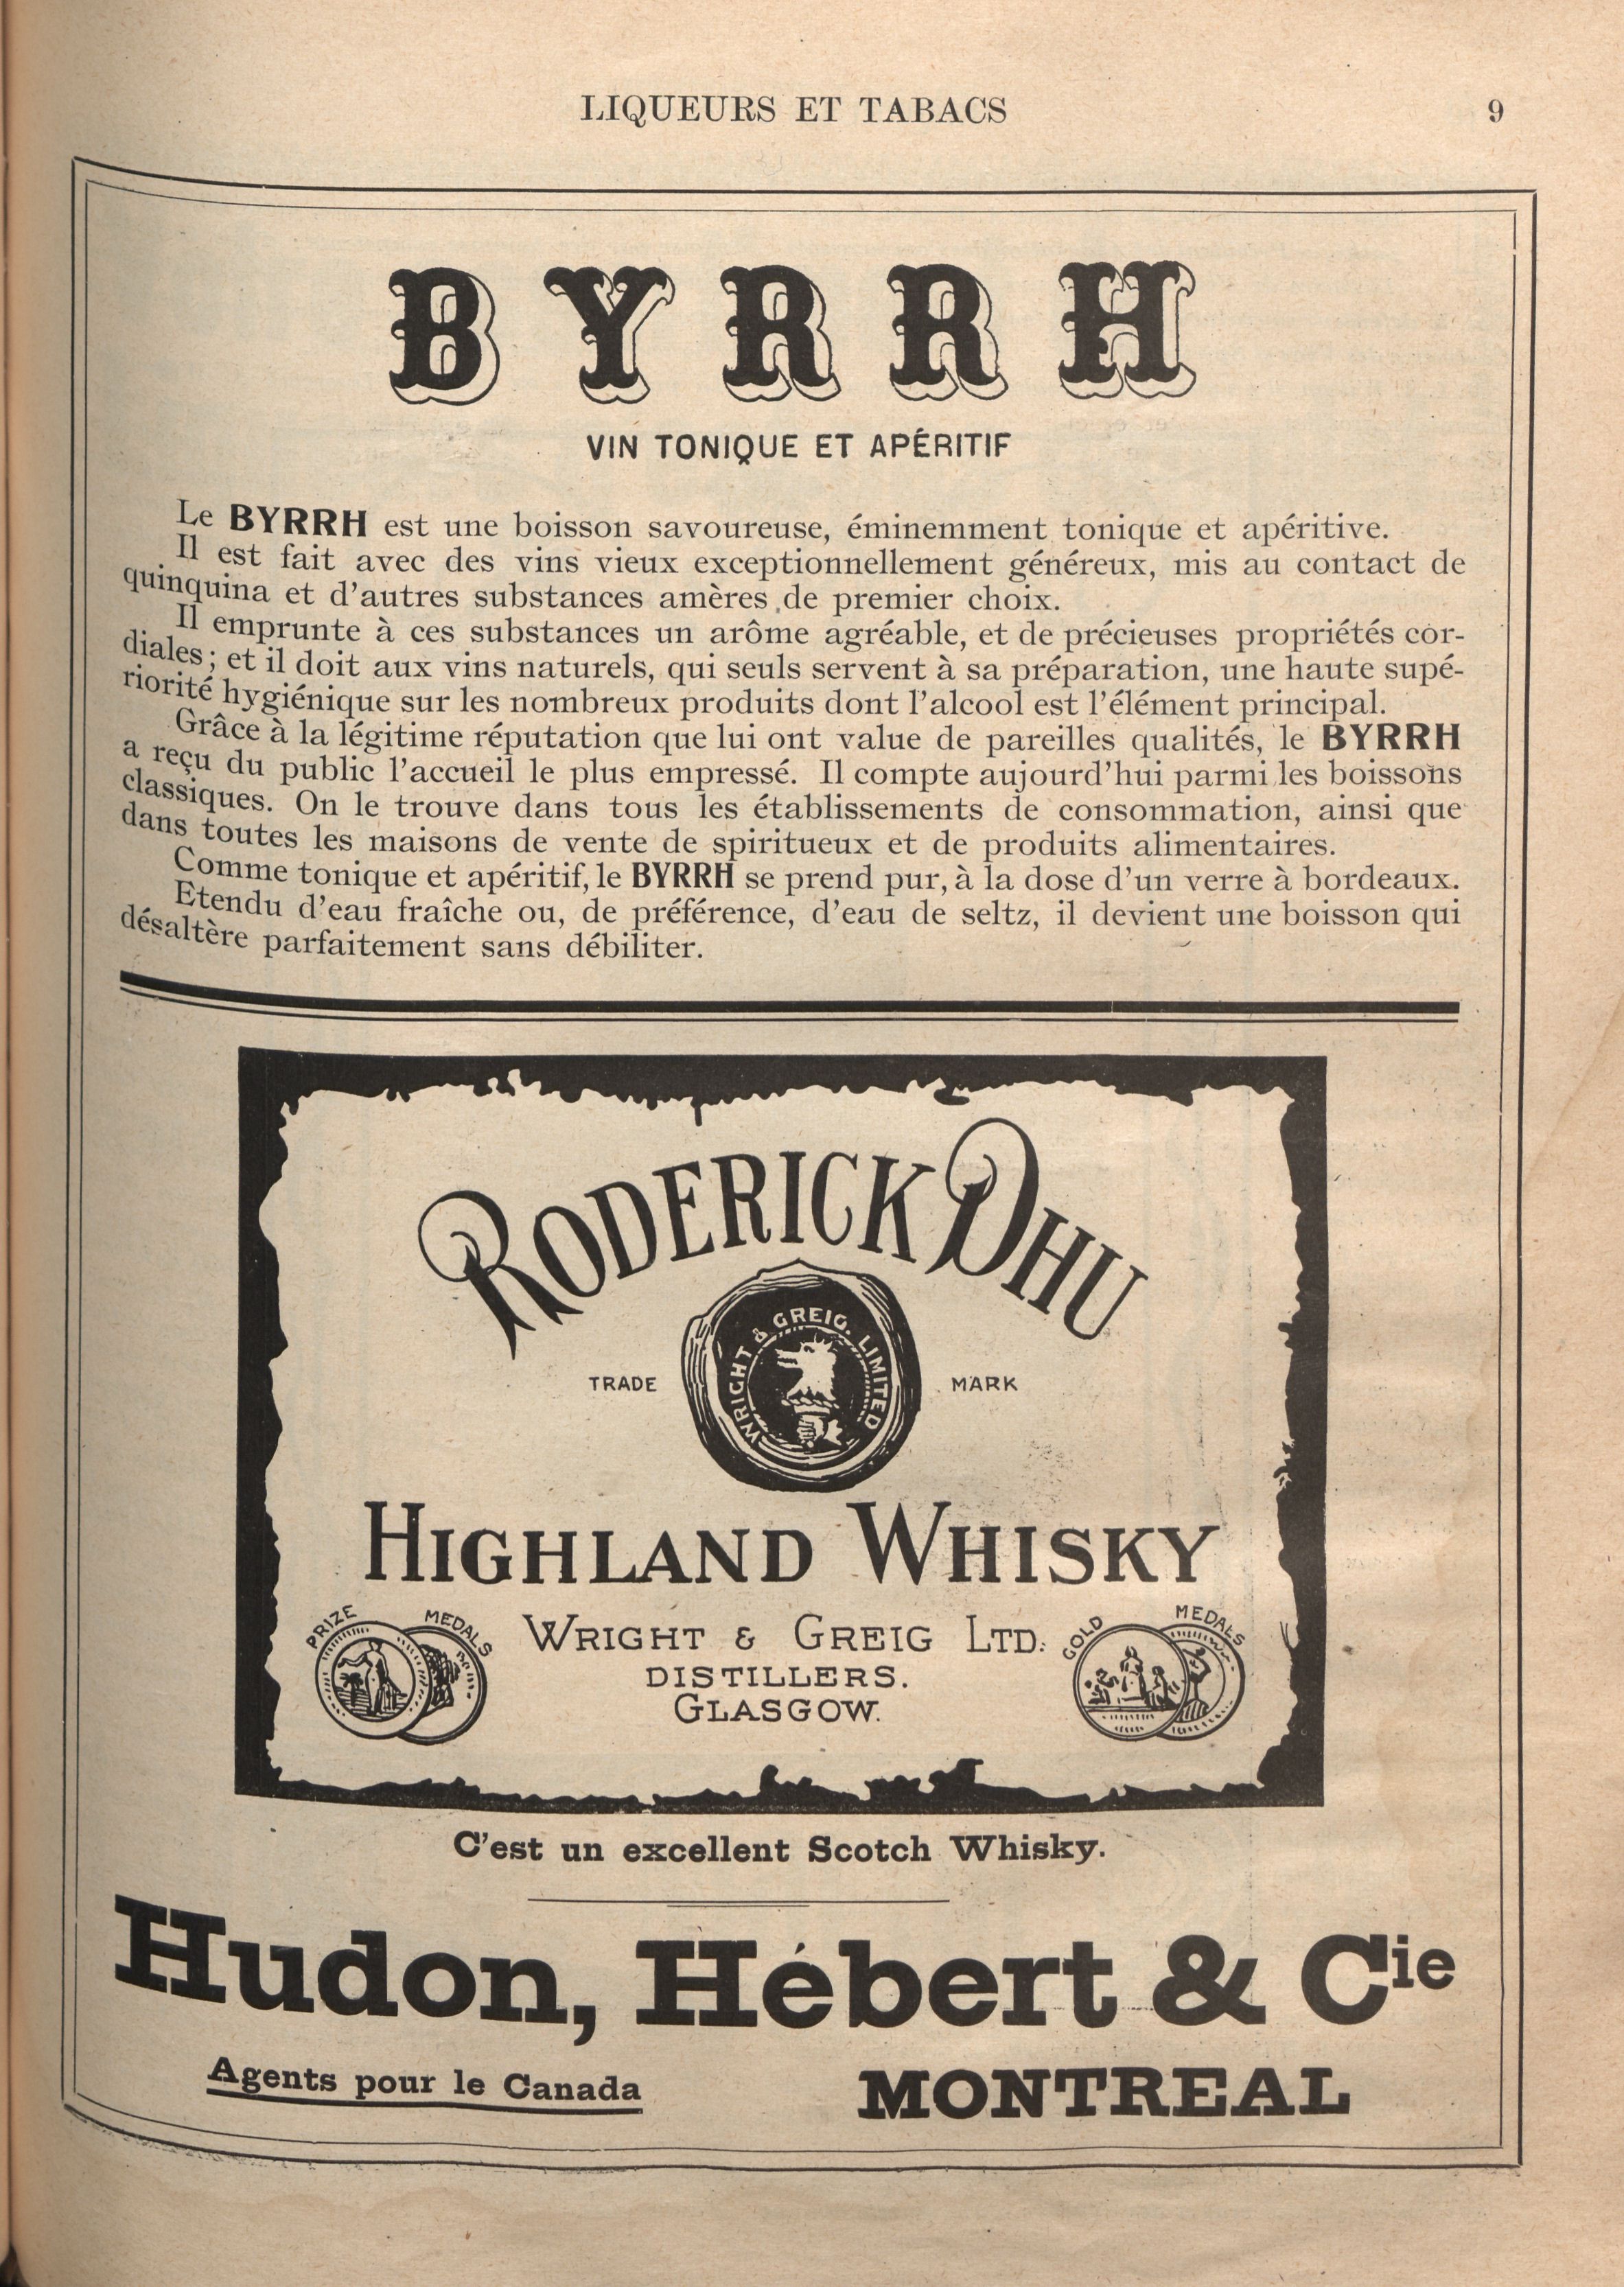 LIQUEURS ET TABACS 9
BYRRH
VIN TONIQUE ET APÉRITIF
Le BYRRH est une boisson savoureuse, éminemment tonique et apéritive.
Il est fait avec des vins vieux exceptionnellement généreux, mis au contact de
quinquina et d'autres substances amères de premier choix.
Il emprunte à ces substances un arôme agréable, et de précieuses propriétés cor-
diales; et il doit aux vins naturels, qui seuls servent à sa préparation, une haute supé-
riorité hygiénique sur les nombreux produits dont l'alcool est l'élément principal.
Grâce à la légitime réputation que lui ont value de pareilles qualités, le BYRRH
a reçu du public l'accueil le plus empressé. Il compte aujourd'hui parmi les boissons
classiques. On le trouve dans tous les établissements de consommation, ainsi que
dans toutes les maisons de vente de spiritueux et de produits alimentaires.
Comme tonique et apéritif, le BYRRH se prend pur, à la dose d'un verre à bordeaux.
Etendu d'eau fraîche ou, de préférence, d'eau de seltz, il devient une boisson qui
désaltère parfaitement sans débiliter.
RODERICK DHU
WRIGHT & GREIG. LIMITED
TRADE MARK
HIGHLAND WHISKY
PRIZE MEDALS
WRIGHT & GREIG LTD.
GOLD MEDALS
DISTILLERS.
GLASGOW.
C'est un excellent Scotch Whisky.
Hudon, Hébert & Cie
Agents pour le Canada MONTREAL